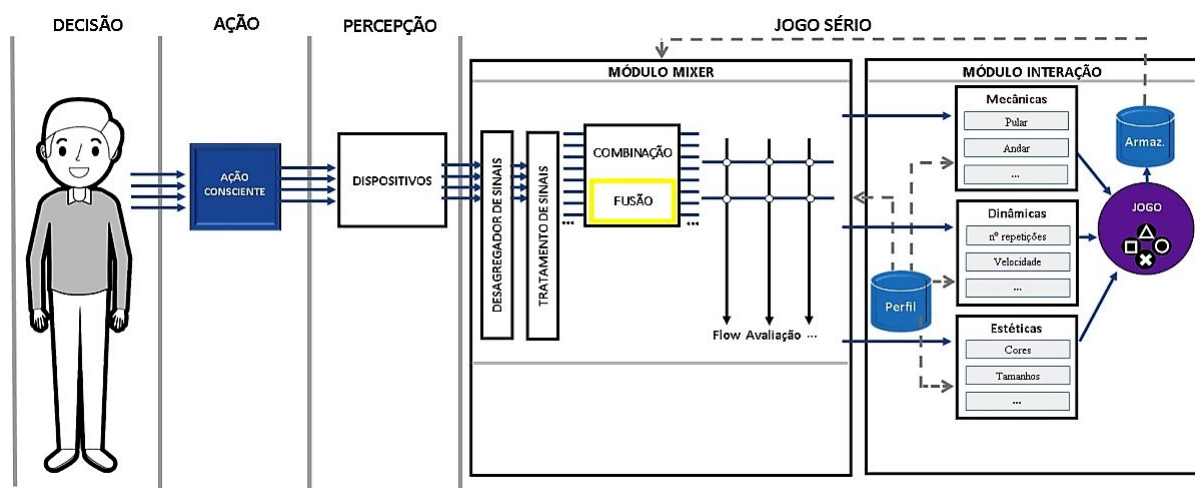 DECISÃO
AÇÃO
PERCEPÇÃO
JOGO SÉRIO
AÇÃO
CONSCIENTE
DISPOSITIVOS
MÓDULO MIXER
DESAGREGADOR DE SINAIS
TRATAMENTO DE SINAIS
COMBINAÇÃO
FUSÃO
...
...
Flow Avaliação ...
MÓDULO INTERAÇÃO
Mecânicas
Pular
Andar
...
Dinâmicas
nº repetições
Velocidade
...
Estéticas
Cores
Tamanhos
...
Perfil
Armaz.
JOGO